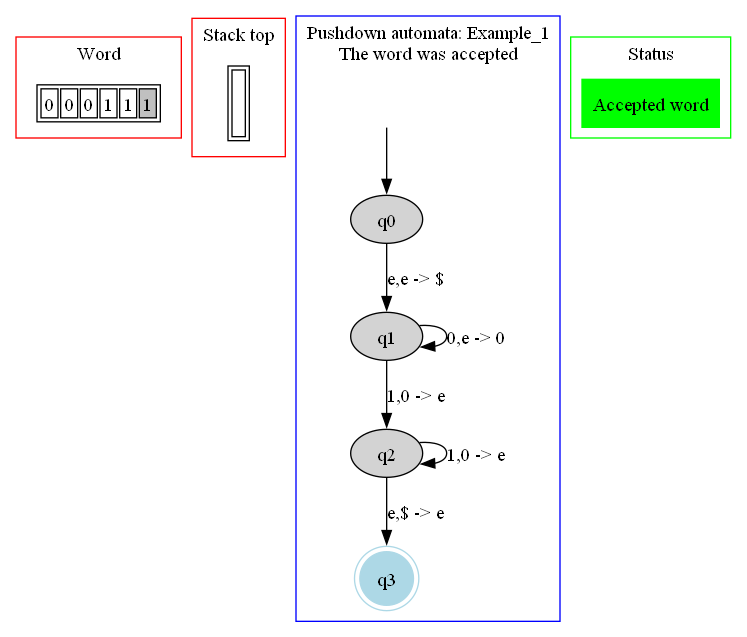 Word
0 0 0 1 1 1
Stack top
Pushdown automata: Example_1
The word was accepted
q0
e,e -> $
q1
0,e -> 0
1,0 -> e
q2
1,0 -> e
e,$ -> e
q3
Status
Accepted word